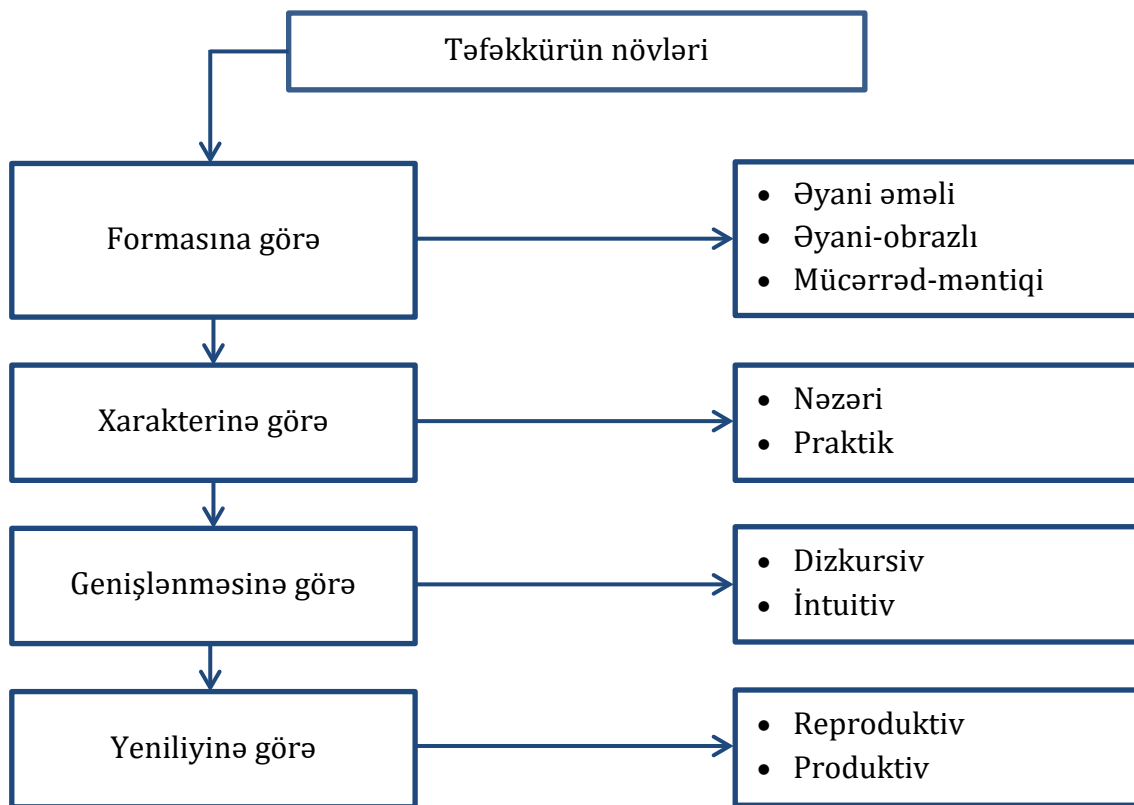 Təfəkkürün növləri
Formasına görə
• Əyani əməli
• Əyani-obrazlı
• Mücərrəd-məntiqi
Xarakterinə görə
• Nəzəri
• Praktik
Genişlənməsinə görə
• Dizkursiv
• İntuitiv
Yeniliyinə görə
• Reproduktiv
• Produktiv